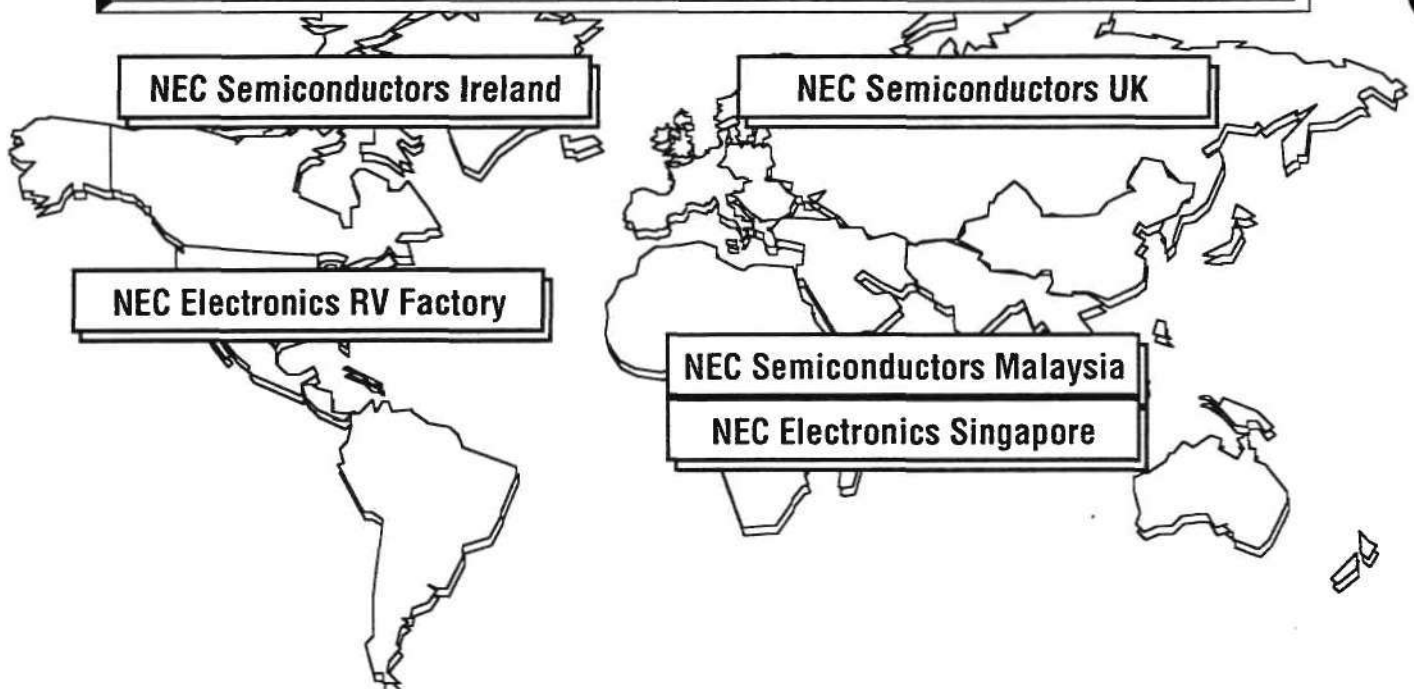 NEC Semiconductors Ireland
NEC Semiconductors UK
NEC Electronics RV Factory
NEC Semiconductors Malaysia
NEC Electronics Singapore